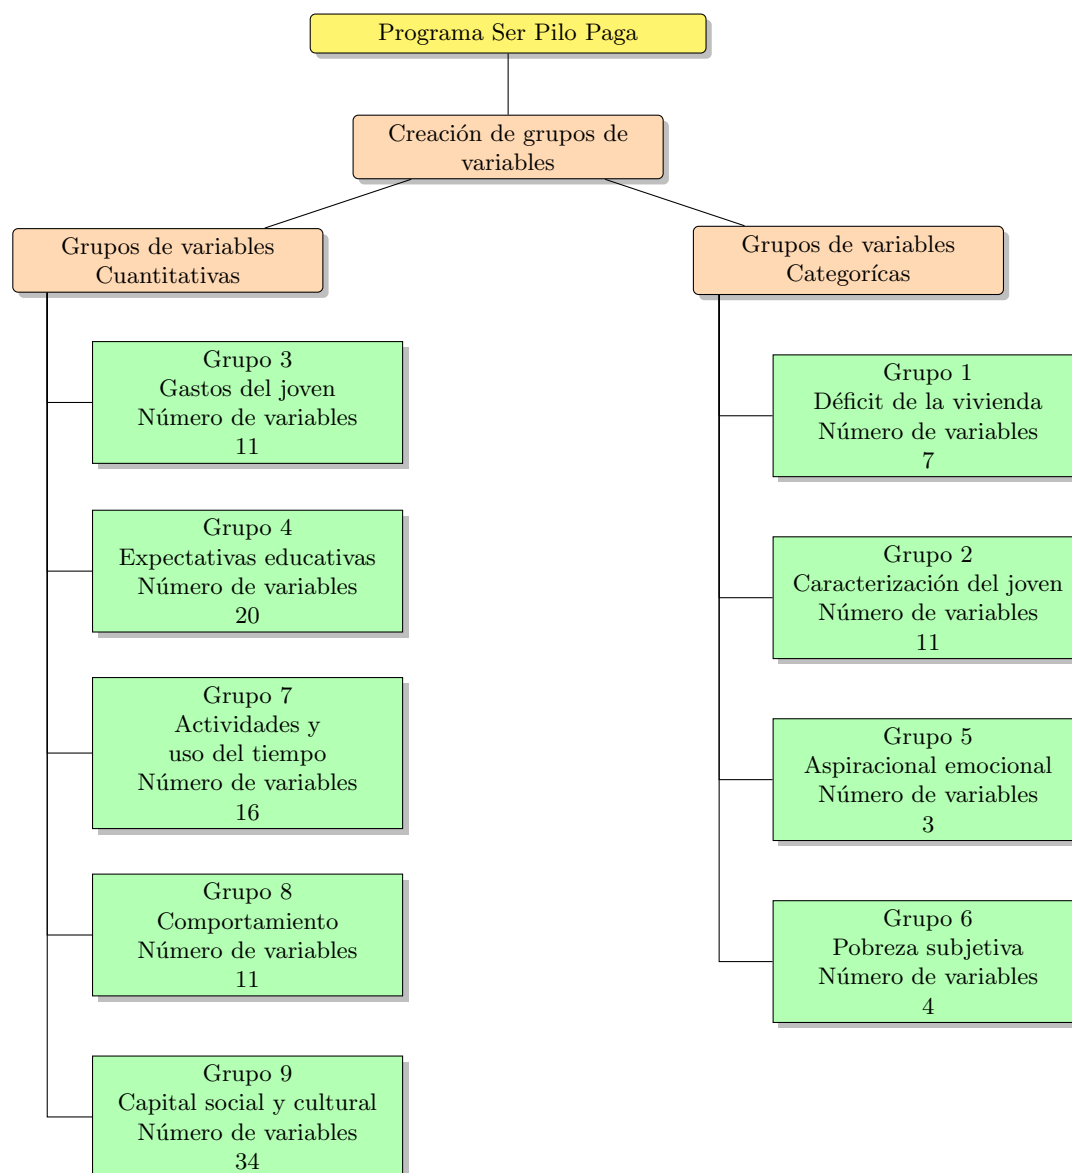 Programa Ser Pilo Paga
Creación de grupos de
variables
Grupos de variables
Cuantitativas
Grupo 3
Gastos del joven
Número de variables
11
Grupo 4
Expectativas educativas
Número de variables
20
Grupo 7
Actividades y
uso del tiempo
Número de variables
16
Grupo 8
Comportamiento
Número de variables
11
Grupo 9
Capital social y cultural
Número de variables
34
Grupos de variables
Categorícas
Grupo 1
Déficit de la vivienda
Número de variables
7
Grupo 2
Caracterización del joven
Número de variables
11
Grupo 5
Aspiracional emocional
Número de variables
3
Grupo 6
Pobreza subjetiva
Número de variables
4